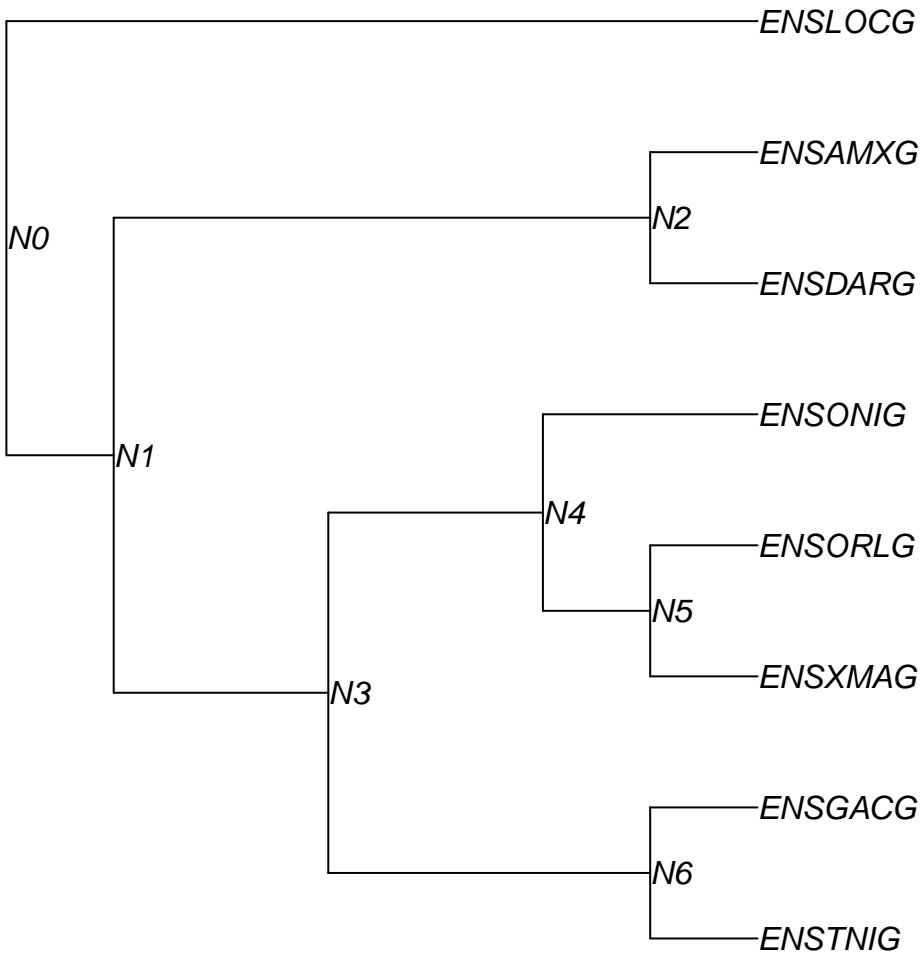 ENSLOCG
ENSAMXG
N2
N0
ENSDARG
ENSONIG
N1
N4
ENSORLG
N5
ENSXMAG
N3
ENSGACG
N6
ENSTNIG